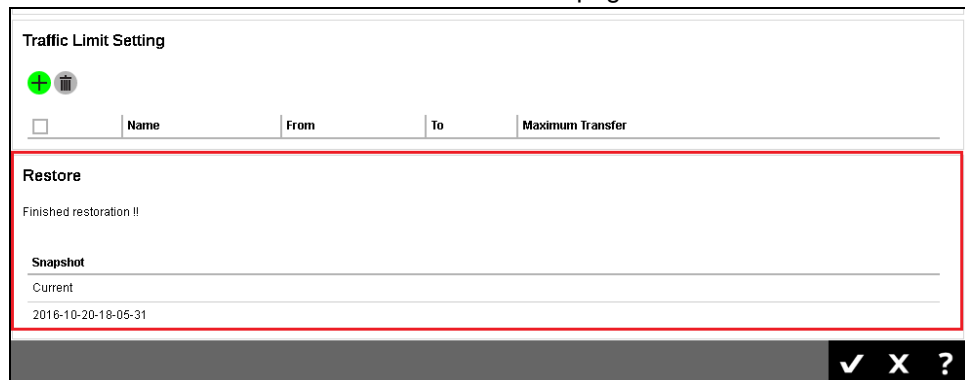 Traffic Limit Setting
Name From To Maximum Transfer
Restore
Finished restoration !!
Snapshot
Current
2016-10-20-18-05-31
X ?